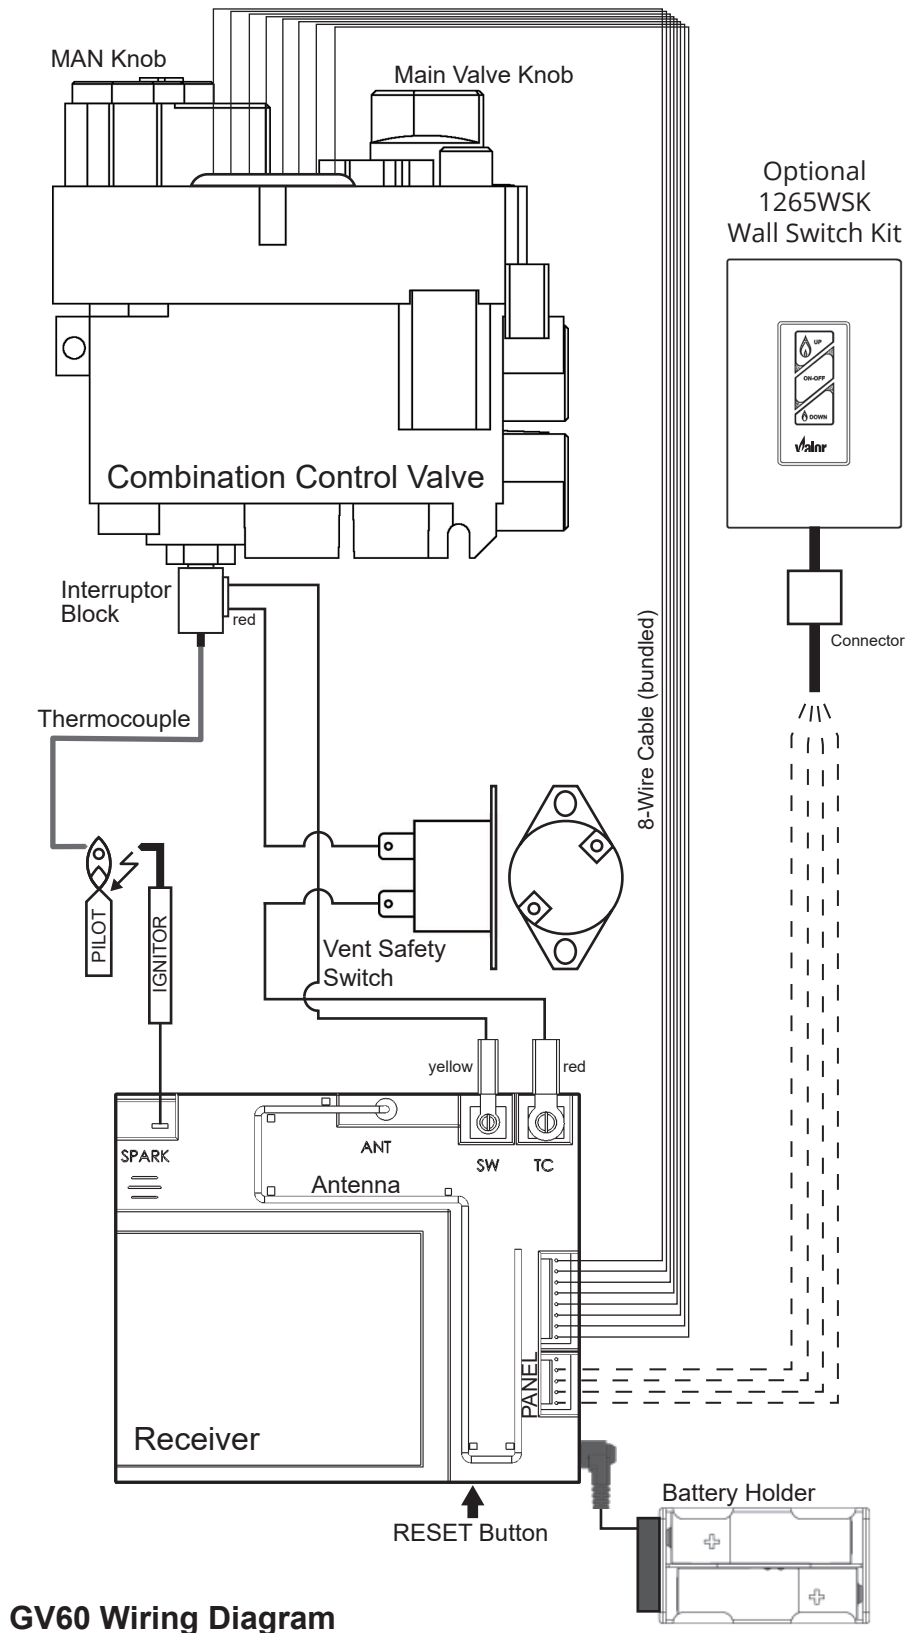 MAN Knob
Main Valve Knob
Optional
1265WSK
Wall Switch Kit
UP
ON-OFF
DOWN
Valor
Combination Control Valve
Interruptor
Block
red
Connector
8-Wire Cable (bundled)
Thermocouple
PILOT
IGNITOR
Vent Safety
Switch
yellow
red
SPARK
ANT
SW
TC
Antenna
PANEL
Receiver
RESET Button
Battery Holder
+
+
GV60 Wiring Diagram